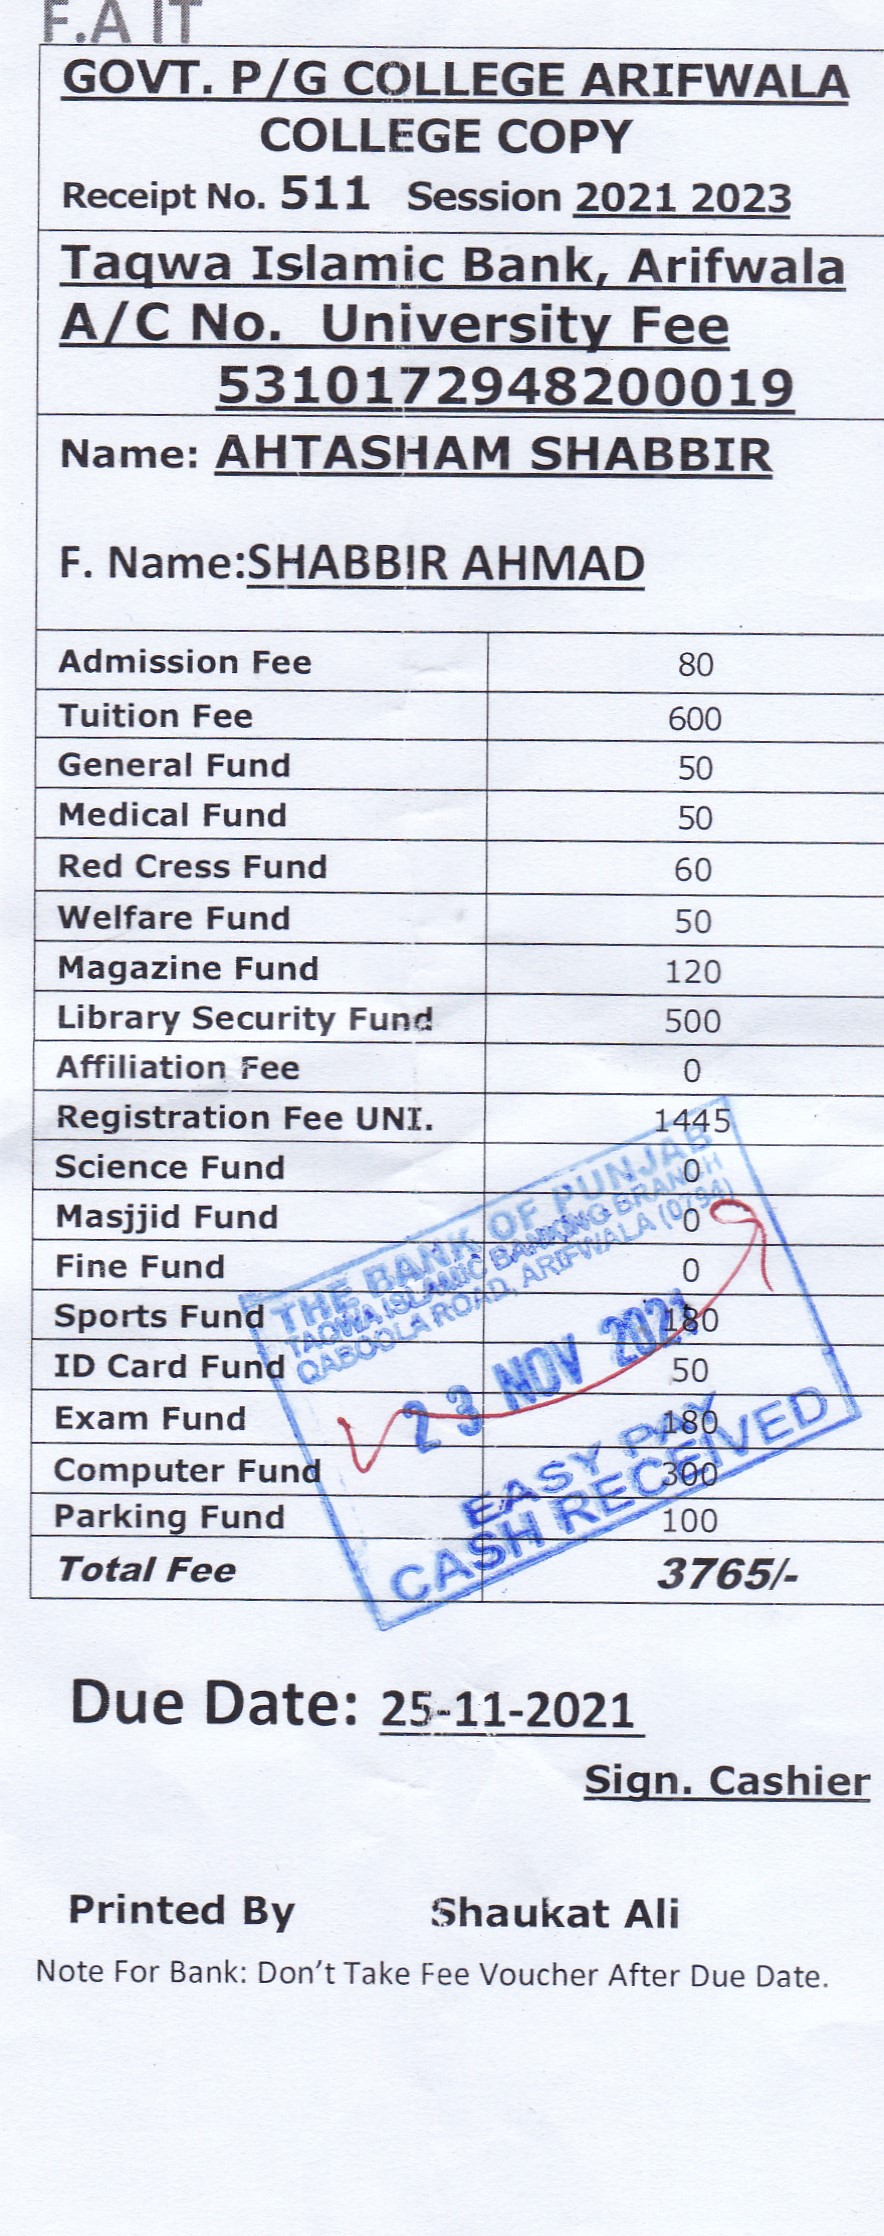 F.A IT
GOVT. P/G COLLEGE ARIFWALA
COLLEGE COPY
Receipt No. 511 Session 2021 2023
Taqwa Islamic Bank, Arifwala
A/C No. University Fee
5310172948200019
Name: AHTASHAM SHABBIR
F. Name:SHABBIR AHMAD
Admission Fee 80
Tuition Fee 600
General Fund 50
Medical Fund 50
Red Cress Fund 60
Welfare Fund 50
Magazine Fund 120
Library Security Fund 500
Affiliation Fee 0
Registration Fee UNI. 1445
Science Fund 0
Masjjid Fund 0
Fine Fund 0
Sports Fund 180
ID Card Fund 50
Exam Fund 180
Computer Fund 300
Parking Fund 100
Total Fee 3765/-
THE BANK OF PUNJAB
TAQWA ISLAMIC BANKING BRANCH
QABOOLA ROAD, ARIFWALA (0794)
23 NOV 2021
EASY PAY
CASH RECEIVED
Due Date: 25-11-2021
Sign. Cashier
Printed By Shaukat Ali
Note For Bank: Don't Take Fee Voucher After Due Date.